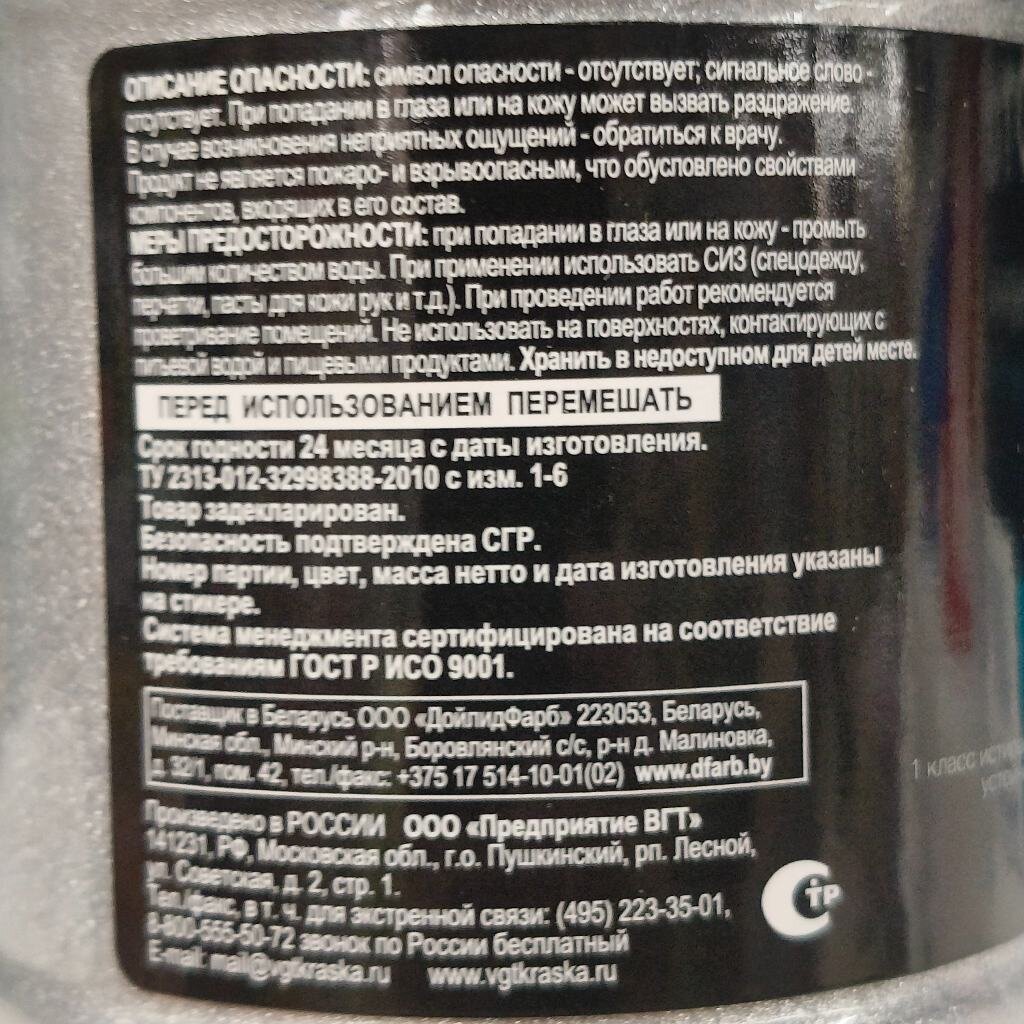 ОПИСАНИЕ ОПАСНОСТИ: символ опасности - отсутствует; сигнальное слово -
отсутствует. При попадании в глаза или на кожу может вызвать раздражение.
В случае возникновения неприятных ощущений - обратиться к врачу.
Продукт не является пожаро- и взрывоопасным, что обусловлено свойствами
компонентов, входящих в его состав.
МЕРЫ ПРЕДОСТОРОЖНОСТИ: при попадании в глаза или на кожу - промыть
большим количеством воды. При применении использовать СИЗ (спецодежду,
перчатки, пасты для кожи рук и т.д.). При проведении работ рекомендуется
проветривание помещений. Не использовать на поверхностях, контактирующих с
питьевой водой и пищевыми продуктами. Хранить в недоступном для детей месте.
ПЕРЕД ИСПОЛЬЗОВАНИЕМ ПЕРЕМЕШАТЬ
Срок годности 24 месяца с даты изготовления.
ТУ 2313-012-32998388-2010 с изм. 1-6
Товар задекларирован.
Безопасность подтверждена СГР.
Номер партии, цвет, масса нетто и дата изготовления указаны
на стикере.
Система менеджмента сертифицирована на соответствие
требованиям ГОСТ Р ИСО 9001.
Поставщик в Беларусь ООО «ДойлидФарб» 223053, Беларусь,
Минская обл., Минский р-н, Боровлянский с/с, р-н д. Малиновка,
д. 32/1, пом. 42, тел./факс: +375 17 514-10-01(02) www.dfarb.by
Произведено в РОССИИ ООО «Предприятие ВГТ»
141231, РФ, Московская обл., г.о. Пушкинский, рп. Лесной,
ул. Советская, д. 2, стр. 1.
Тел./факс, в т. ч. для экстренной связи: (495) 223-35-01,
8-800-555-50-72 звонок по России бесплатный
E-mail: mail@vgtkraska.ru www.vgtkraska.ru
СТР
1 класс